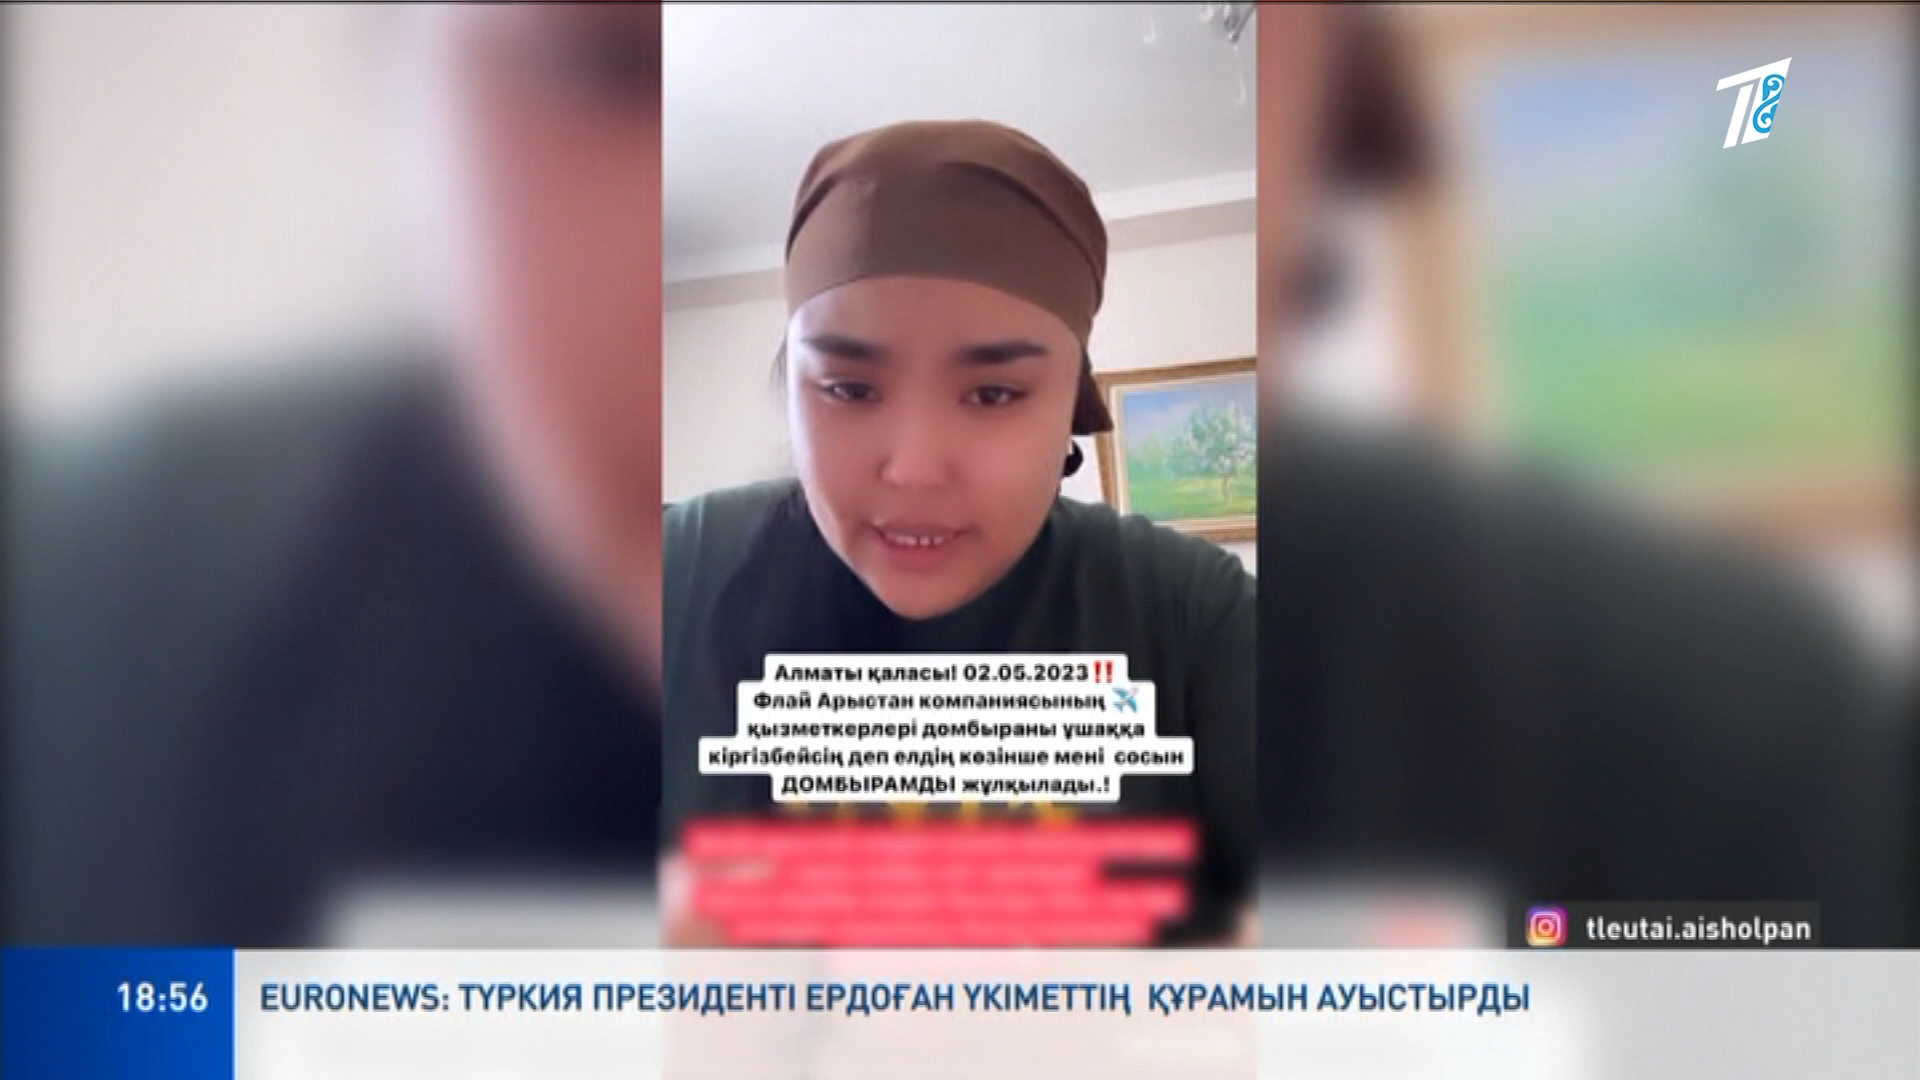 Алматы қаласы! 02.05.2023‼️
Флай Арыстан компаниясының ✈️
қызметкерлері домбыраны ұшаққа
кіргізбейсің деп елдің көзінше мені сосын
ДОМБЫРАМДЫ жұлқылады.!
tleutai.aisholpan
18:56
EURONEWS: ТҮРКИЯ ПРЕЗИДЕНТІ ЕРДОҒАН ҮКІМЕТТІҢ ҚҰРАМЫН АУЫСТЫРДЫ